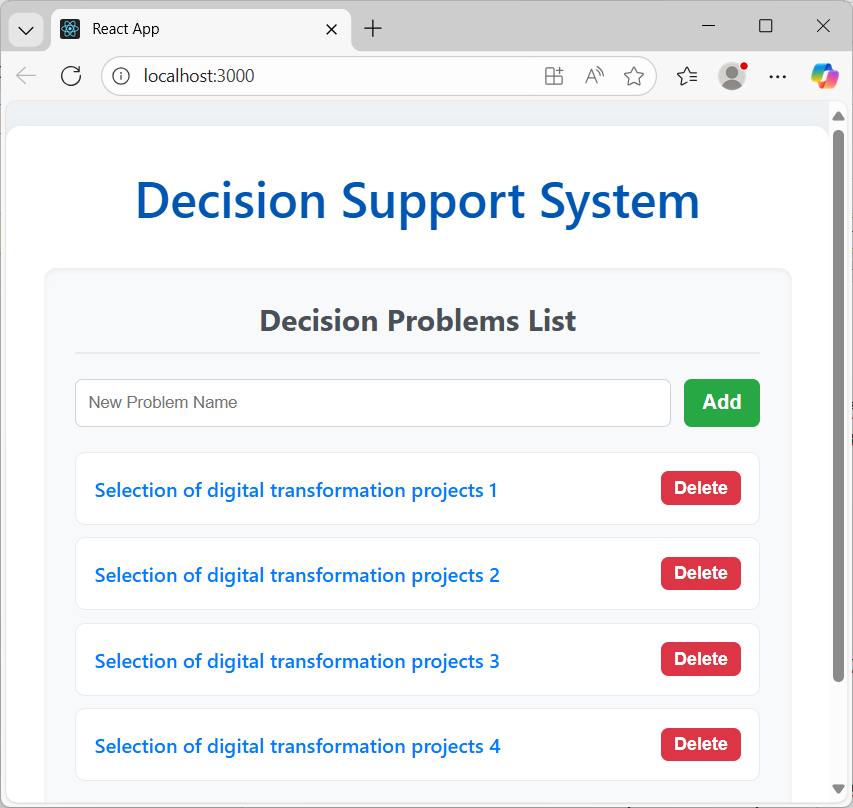 React App
localhost:3000
Decision Support System
Decision Problems List
New Problem Name
Add
Selection of digital transformation projects 1
Delete
Selection of digital transformation projects 2
Delete
Selection of digital transformation projects 3
Delete
Selection of digital transformation projects 4
Delete